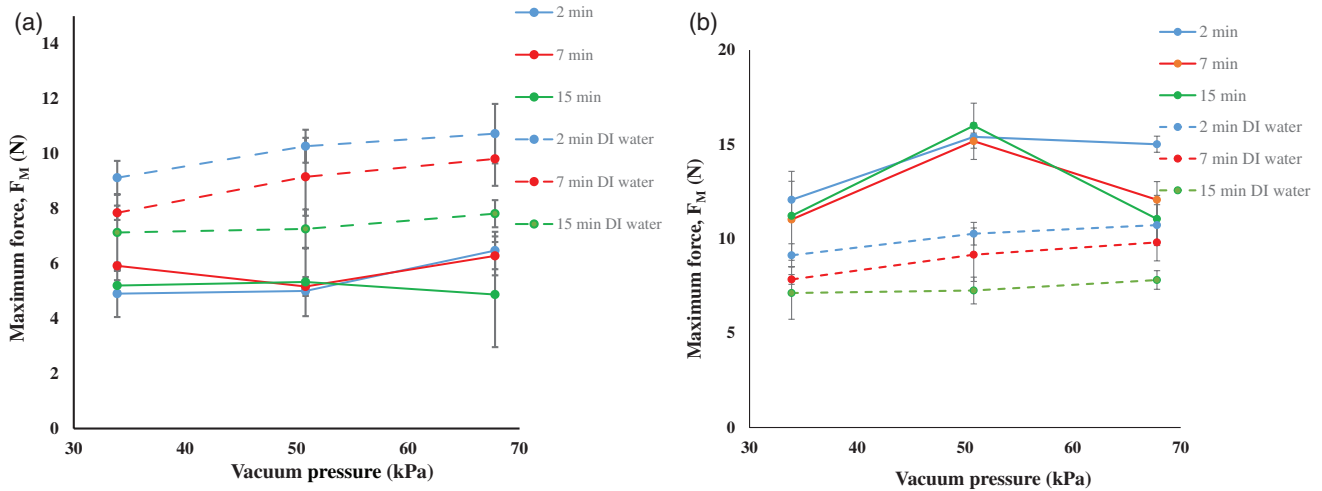 (a)
Maximum force, F_M (N)
14
12
10
8
6
4
2
0
30
40
50
60
70
Vacuum pressure (kPa)
2 min
7 min
15 min
2 min DI water
7 min DI water
15 min DI water
(b)
Maximum force, F_M (N)
20
15
10
5
0
30
40
50
60
70
Vacuum pressure (kPa)
2 min
7 min
15 min
2 min DI water
7 min DI water
15 min DI water